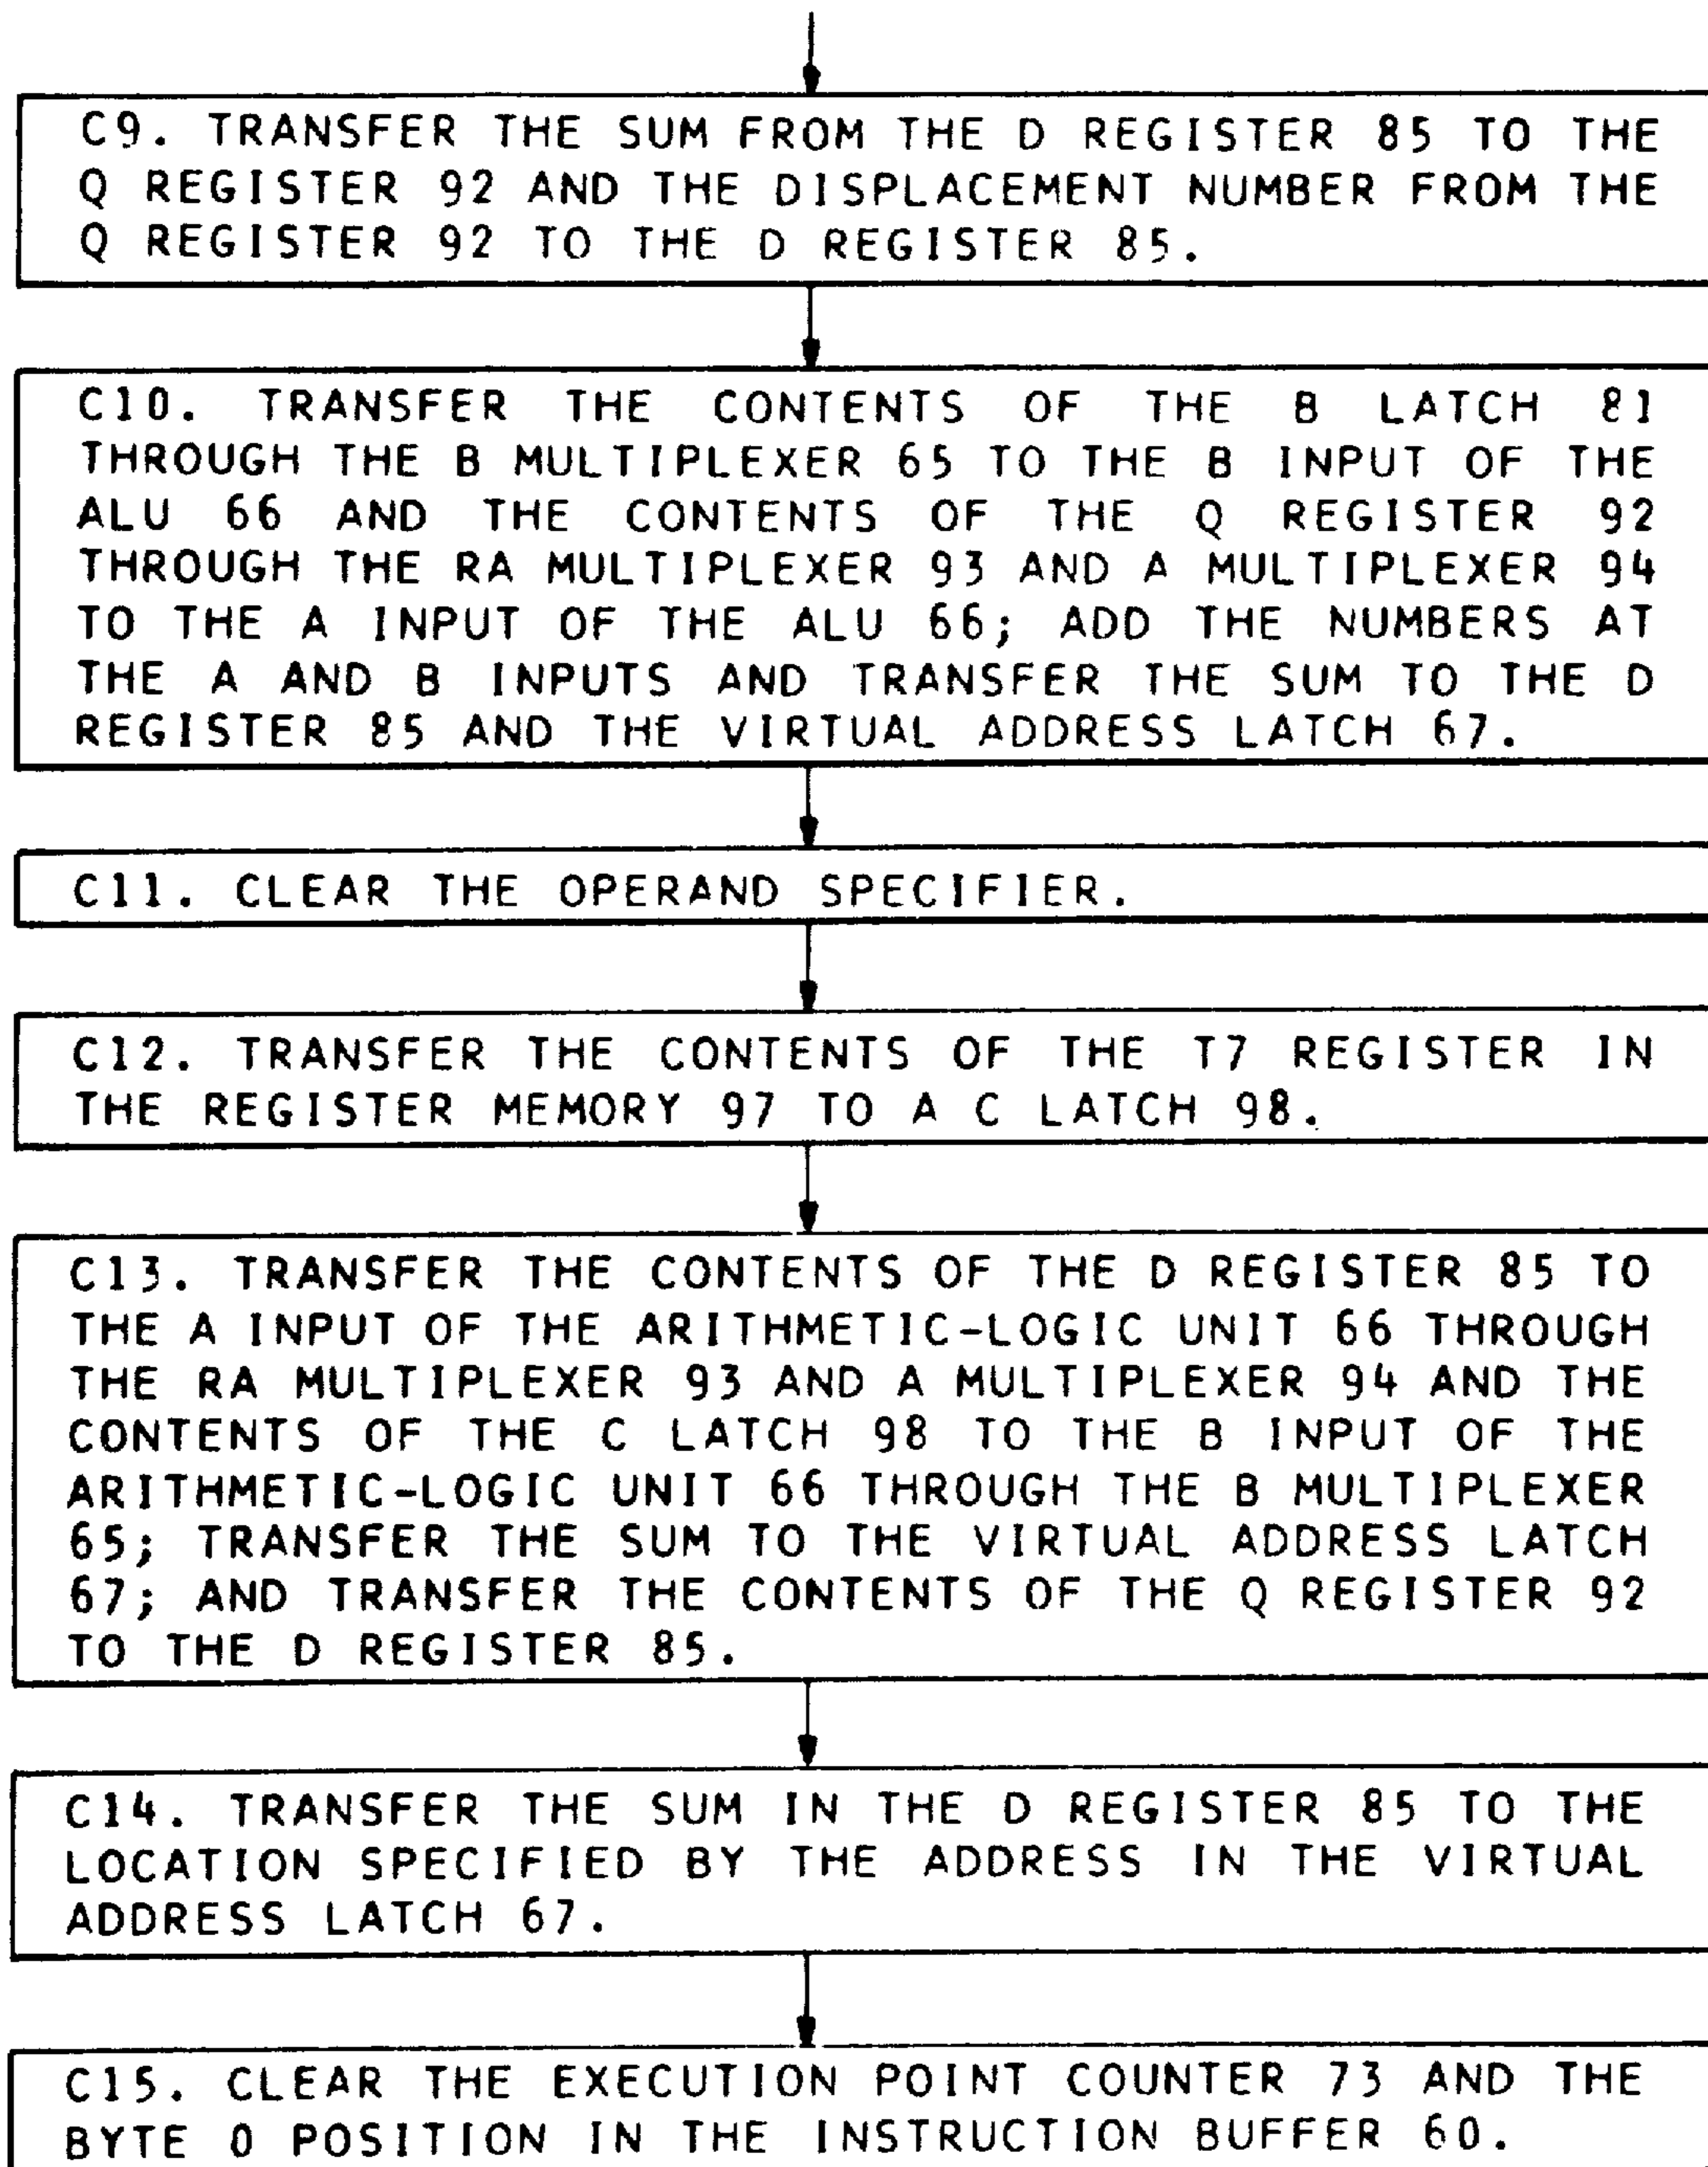 C9. TRANSFER THE SUM FROM THE D REGISTER 85 TO THE
Q REGISTER 92 AND THE DISPLACEMENT NUMBER FROM THE
Q REGISTER 92 TO THE D REGISTER 85.
C10. TRANSFER THE CONTENTS OF THE B LATCH 81
THROUGH THE B MULTIPLEXER 65 TO THE B INPUT OF THE
ALU 66 AND THE CONTENTS OF THE Q REGISTER 92
THROUGH THE RA MULTIPLEXER 93 AND A MULTIPLEXER 94
TO THE A INPUT OF THE ALU 66; ADD THE NUMBERS AT
THE A AND B INPUTS AND TRANSFER THE SUM TO THE D
REGISTER 85 AND THE VIRTUAL ADDRESS LATCH 67.
C11. CLEAR THE OPERAND SPECIFIER.
C12. TRANSFER THE CONTENTS OF THE T7 REGISTER IN
THE REGISTER MEMORY 97 TO A C LATCH 98.
C13. TRANSFER THE CONTENTS OF THE D REGISTER 85 TO
THE A INPUT OF THE ARITHMETIC-LOGIC UNIT 66 THROUGH
THE RA MULTIPLEXER 93 AND A MULTIPLEXER 94 AND THE
CONTENTS OF THE C LATCH 98 TO THE B INPUT OF THE
ARITHMETIC-LOGIC UNIT 66 THROUGH THE B MULTIPLEXER
65; TRANSFER THE SUM TO THE VIRTUAL ADDRESS LATCH
67; AND TRANSFER THE CONTENTS OF THE Q REGISTER 92
TO THE D REGISTER 85.
C14. TRANSFER THE SUM IN THE D REGISTER 85 TO THE
LOCATION SPECIFIED BY THE ADDRESS IN THE VIRTUAL
ADDRESS LATCH 67.
C15. CLEAR THE EXECUTION POINT COUNTER 73 AND THE
BYTE 0 POSITION IN THE INSTRUCTION BUFFER 60.